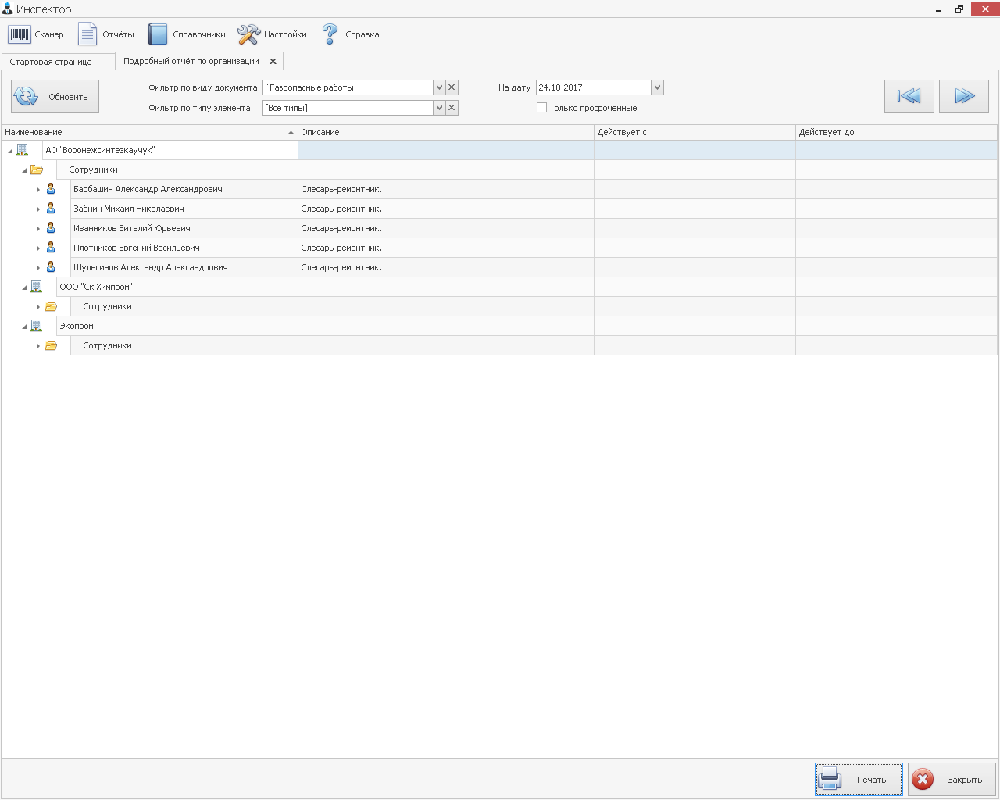 Инспектор
Сканер Отчёты Справочники Настройки Справка
Стартовая страница Подробный отчёт по организации
Обновить Фильтр по виду документа `Газоопасные работы На дату 24.10.2017
Фильтр по типу элемента [Все типы] Только просроченные
Наименование Описание Действует с Действует до
АО "Воронежсинтезкаучук"
Сотрудники
Барбашин Александр Александрович Слесарь-ремонтник.
Забнин Михаил Николаевич Слесарь-ремонтник.
Иванников Виталий Юрьевич Слесарь-ремонтник.
Плотников Евгений Васильевич Слесарь-ремонтник.
Шульгинов Александр Александрович Слесарь-ремонтник.
ООО "Ск Химпром"
Сотрудники
Экопром
Сотрудники
Печать Закрыть